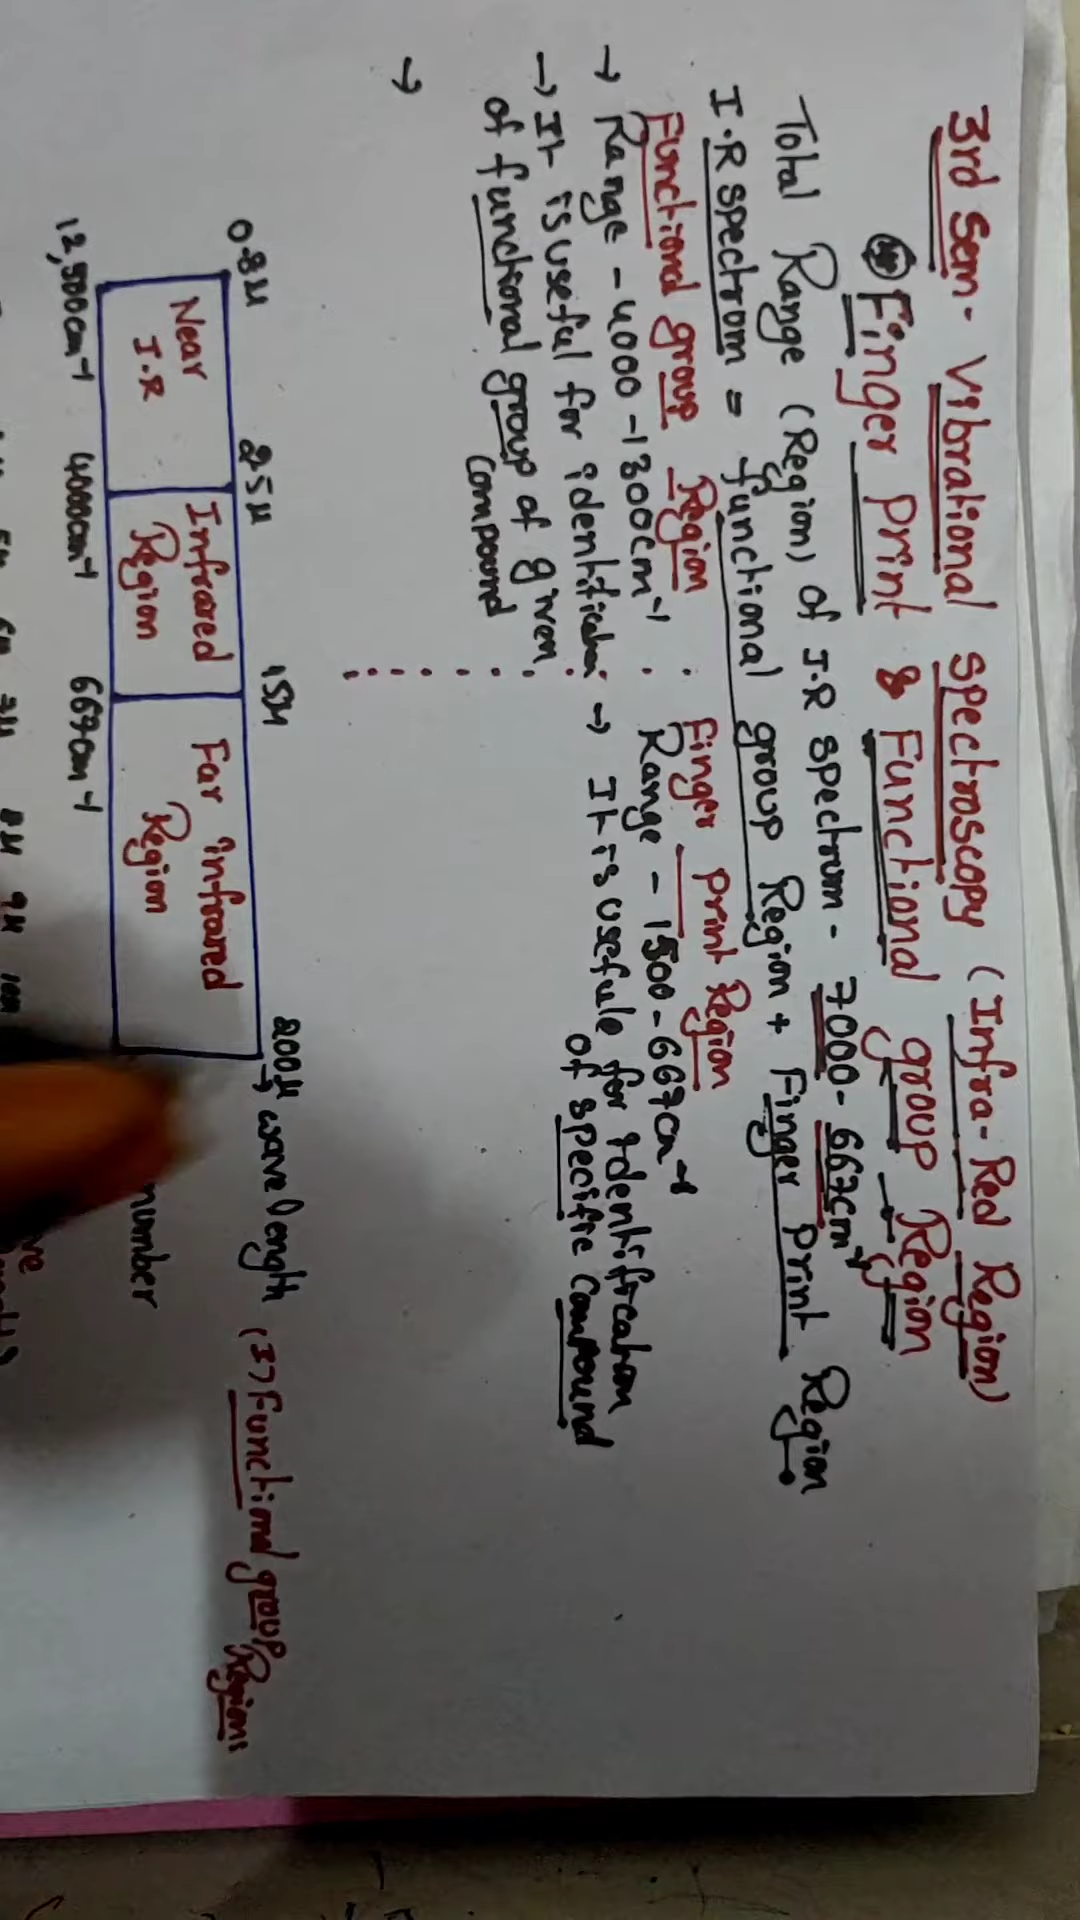 3rd Sem - Vibrational spectroscopy (Infra-Red Region)
Finger Print & Functional group Region
Total Range (Region) of I.R spectrum - 7000-667cm⁻¹
I.R spectrom = functional group Region + Finger Print Region
Functional group Region
→ Range - 4000-1300cm⁻¹
→ It is useful for identification
of functional group of given
compound
→
Finger print Region
Range - 1500-667cm⁻¹
→ It is usefule for identification
of specific compound
0.8μ 25μ 15μ 200μ → wave length (I) Functional group Region:
Near I.R
Infrared Region
Far infrared Region
12,500cm⁻¹ 4000cm⁻¹ 667cm⁻¹ number
8μ 9μ